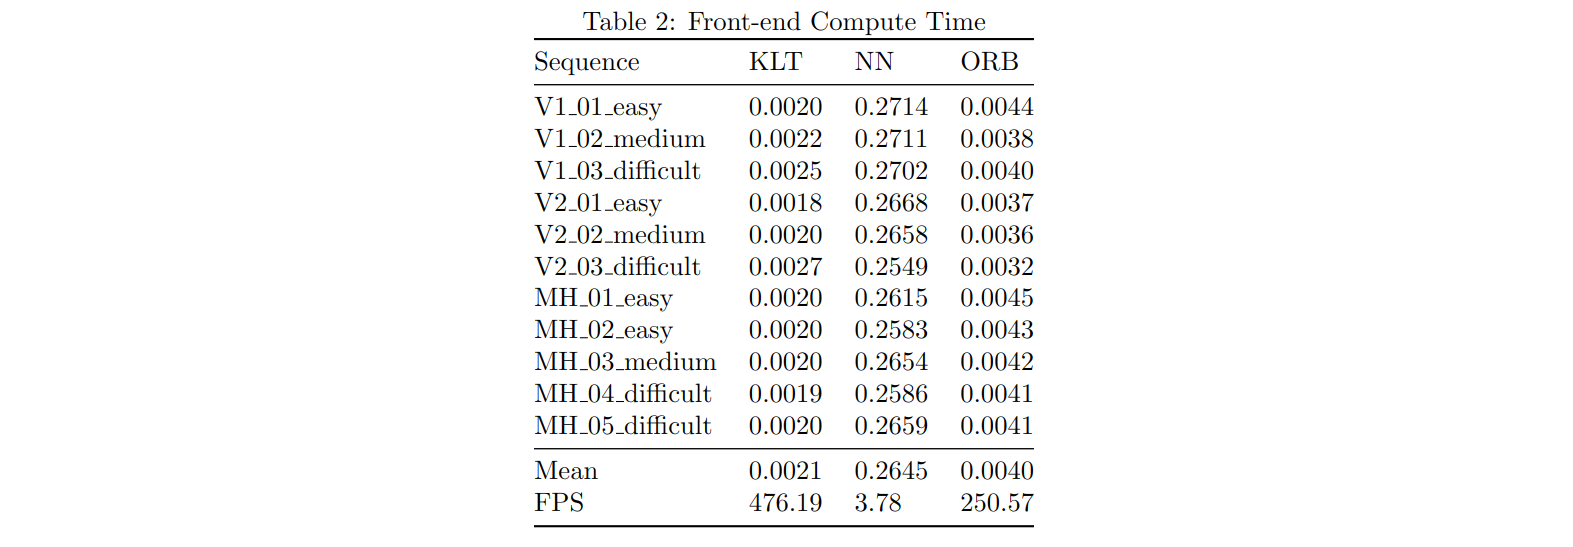 Table 2: Front-end Compute Time
Sequence KLT NN ORB
V1_01_easy 0.0020 0.2714 0.0044
V1_02_medium 0.0022 0.2711 0.0038
V1_03_difficult 0.0025 0.2702 0.0040
V2_01_easy 0.0018 0.2668 0.0037
V2_02_medium 0.0020 0.2658 0.0036
V2_03_difficult 0.0027 0.2549 0.0032
MH_01_easy 0.0020 0.2615 0.0045
MH_02_easy 0.0020 0.2583 0.0043
MH_03_medium 0.0020 0.2654 0.0042
MH_04_difficult 0.0019 0.2586 0.0041
MH_05_difficult 0.0020 0.2659 0.0041
Mean 0.0021 0.2645 0.0040
FPS 476.19 3.78 250.57